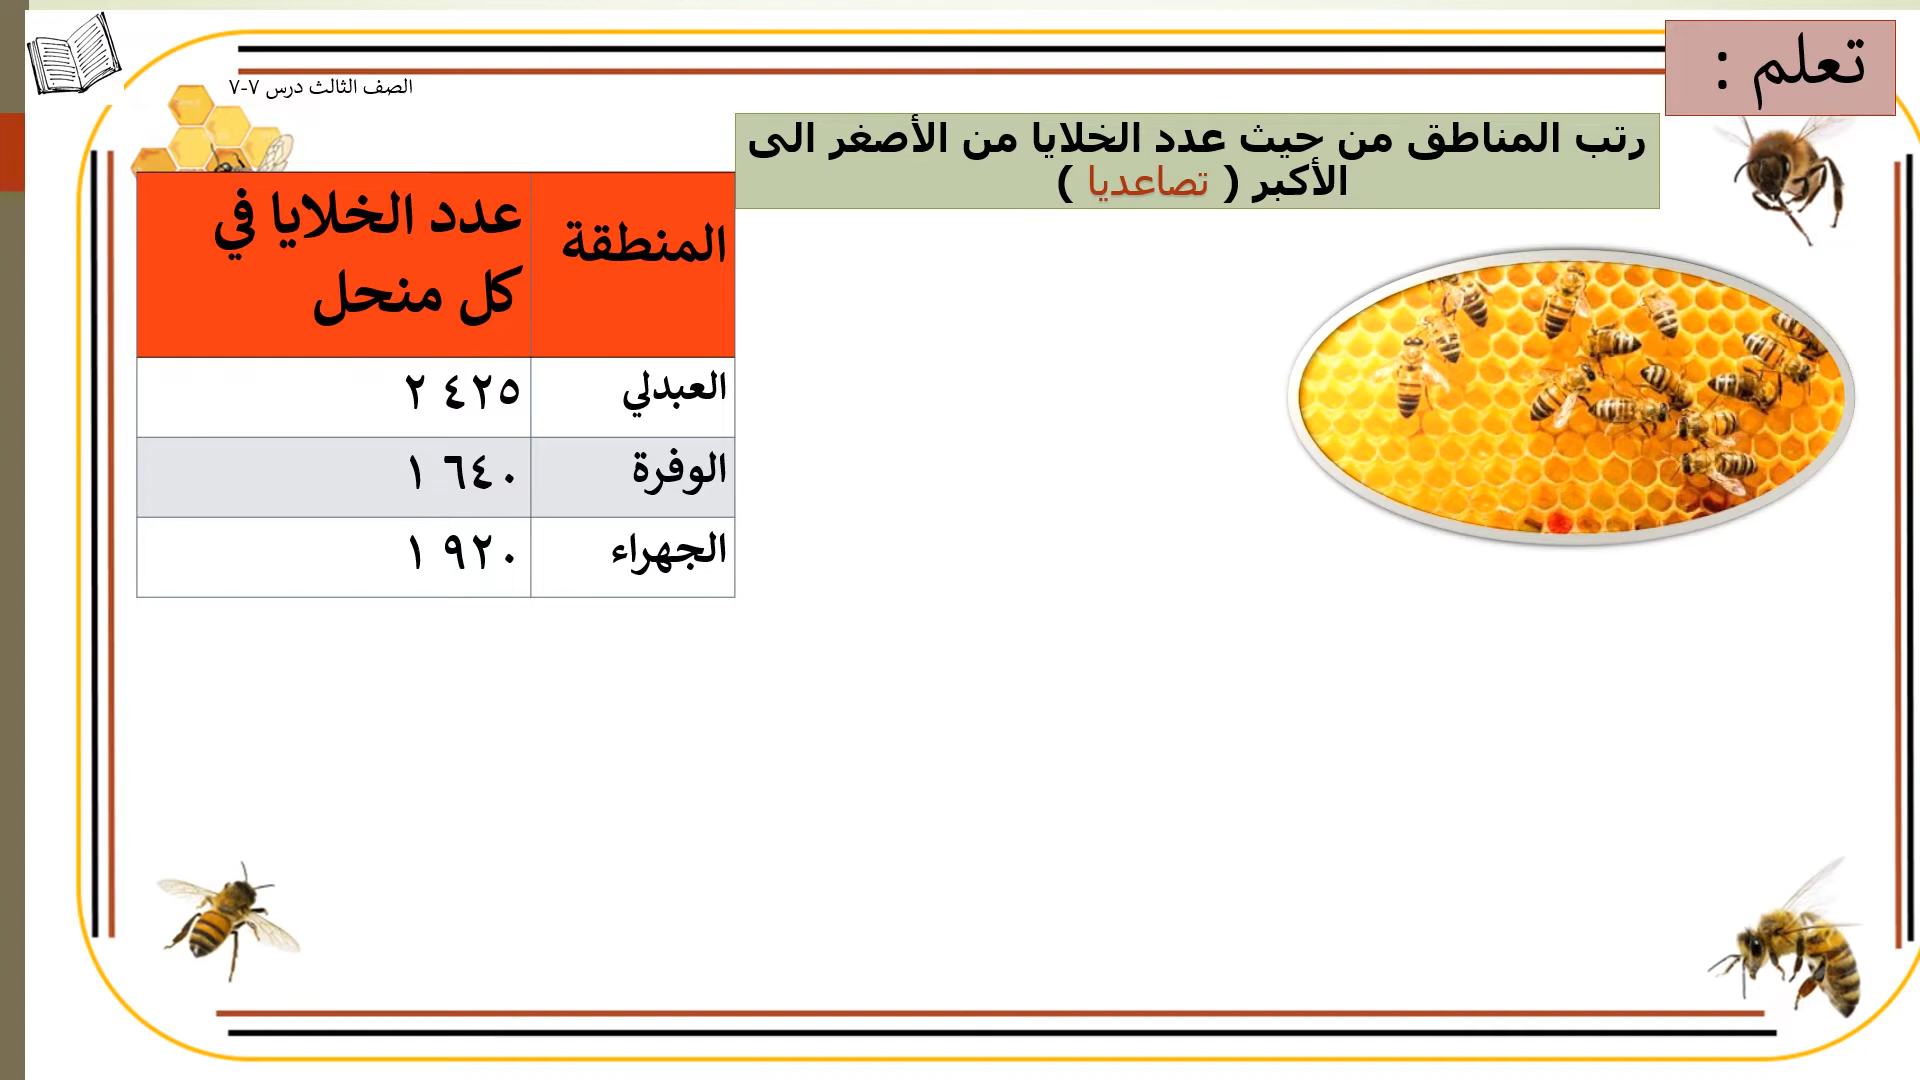 تعلم :
الصف الثالث درس ٧-٧
رتب المناطق من حيث عدد الخلايا من الأصغر الى
الأكبر ( تصاعديا )
المنطقة
عدد الخلايا في
كل منحل
العبدلي
٢ ٤٢٥
الوفرة
١ ٦٤٠
الجهراء
١ ٩٢٠